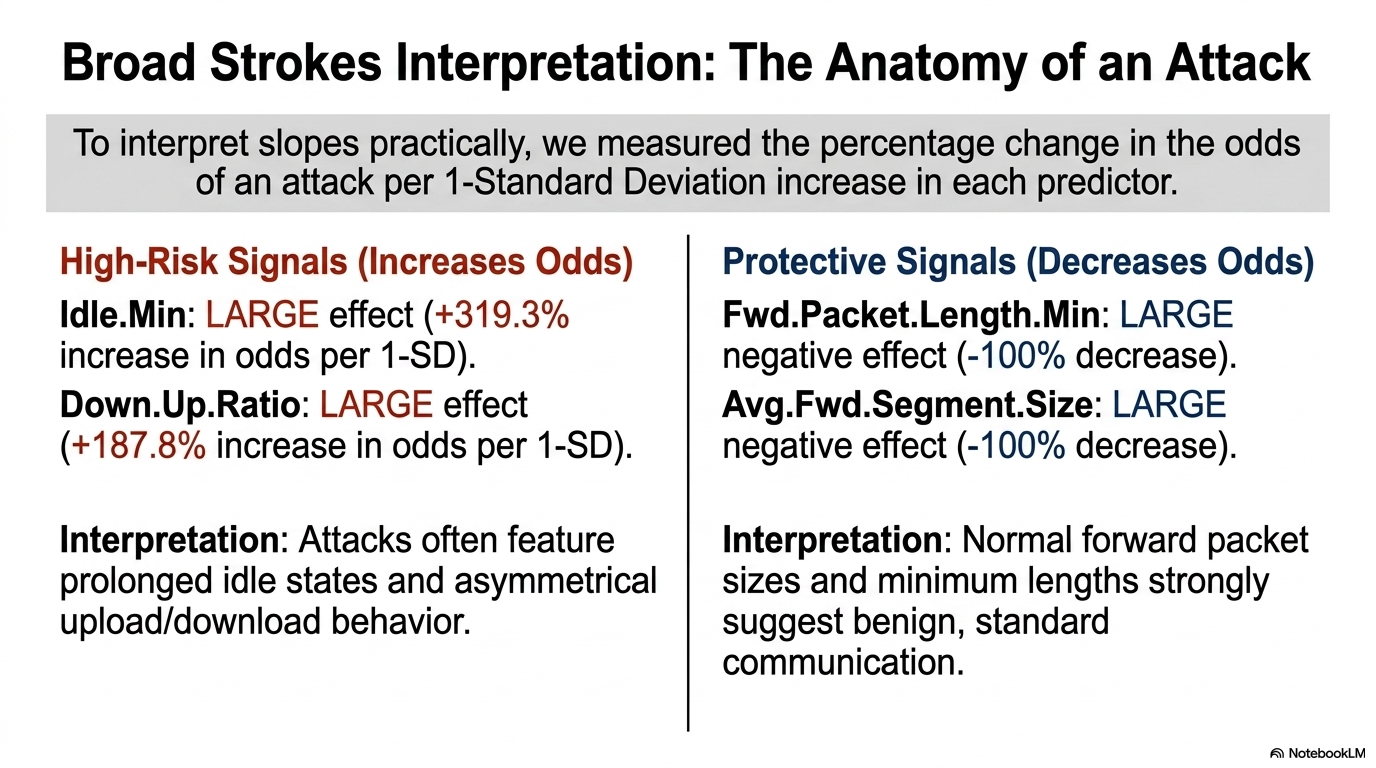 Broad Strokes Interpretation: The Anatomy of an Attack
To interpret slopes practically, we measured the percentage change in the odds
of an attack per 1-Standard Deviation increase in each predictor.
High-Risk Signals (Increases Odds)
Idle.Min: LARGE effect (+319.3%
increase in odds per 1-SD).
Down.Up.Ratio: LARGE effect
(+187.8% increase in odds per 1-SD).
Interpretation: Attacks often feature
prolonged idle states and asymmetrical
upload/download behavior.
Protective Signals (Decreases Odds)
Fwd.Packet.Length.Min: LARGE
negative effect (-100% decrease).
Avg.Fwd.Segment.Size: LARGE
negative effect (-100% decrease).
Interpretation: Normal forward packet
sizes and minimum lengths strongly
suggest benign, standard
communication.
NotebookLM